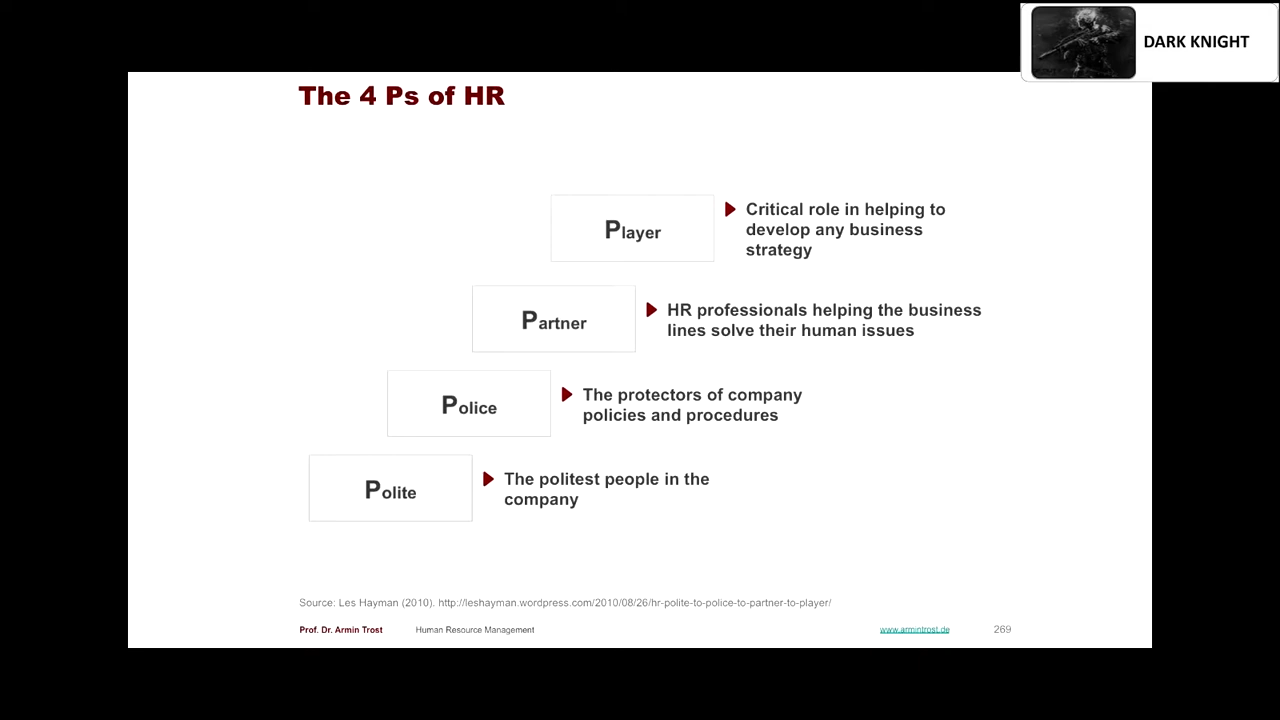 DARK KNIGHT
The 4 Ps of HR
Player
Critical role in helping to
develop any business
strategy
Partner
HR professionals helping the business
lines solve their human issues
Police
The protectors of company
policies and procedures
Polite
The politest people in the
company
Source: Les Hayman (2010). http://leshayman.wordpress.com/2010/08/26/hr-polite-to-police-to-partner-to-player/
Prof. Dr. Armin Trost Human Resource Management www.armintrost.de 269